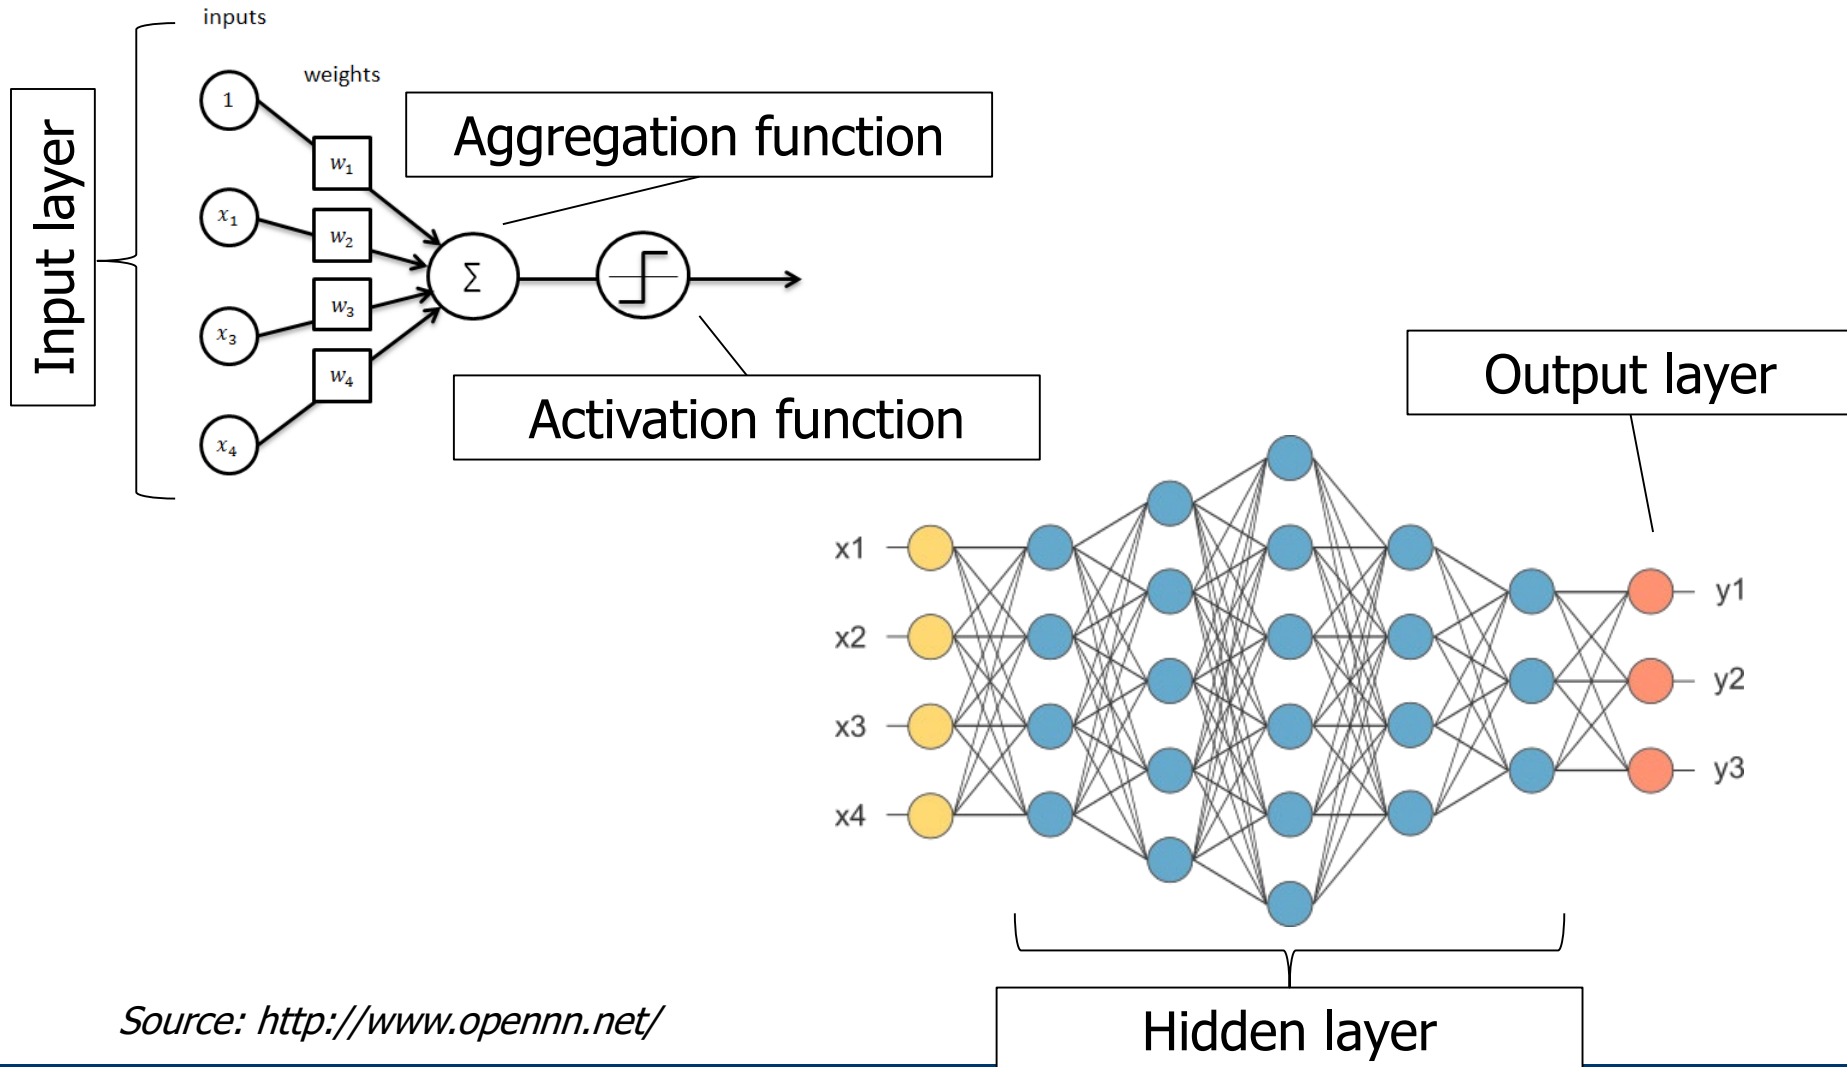 inputs
weights
Input layer
1
w1
Aggregation function
x1
w2
Σ
x3
w3
x4
w4
Activation function
Output layer
x1
x2
x3
x4
y1
y2
y3
Hidden layer
Source: http://www.opennn.net/